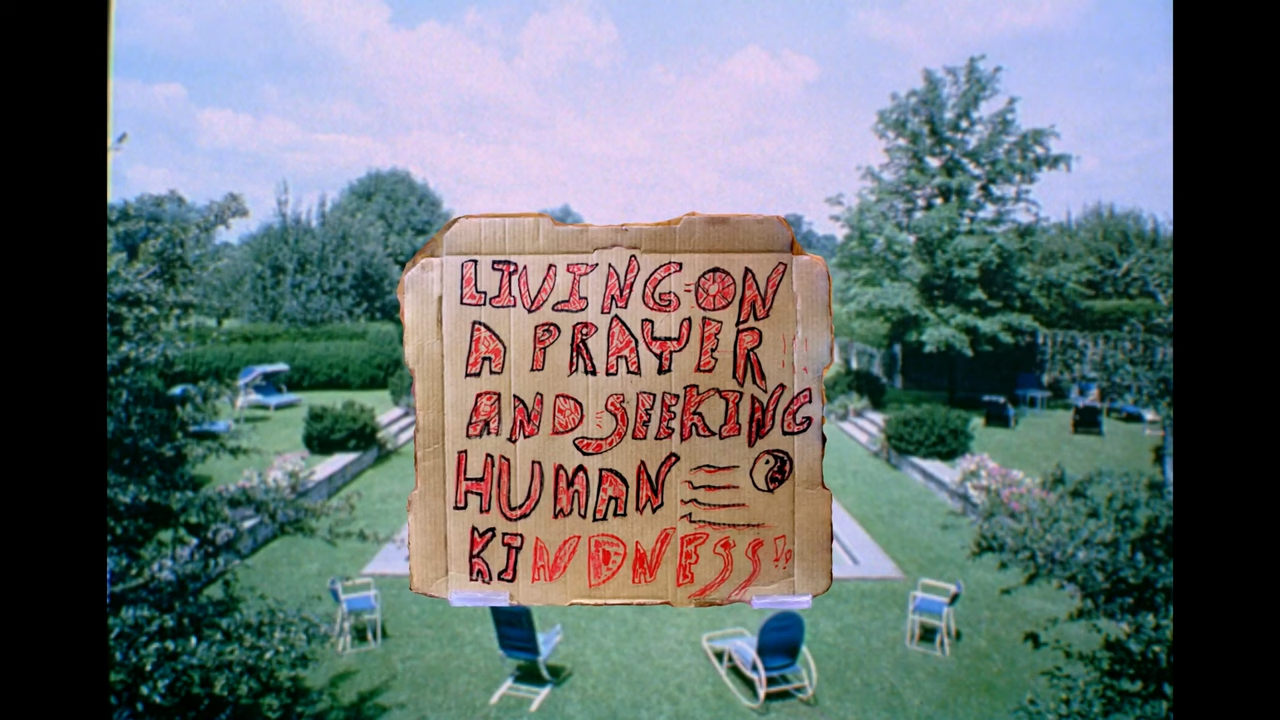 LIVING ON
A PRAYER
AND SEEKING
HUMAN
KINDNESS!!